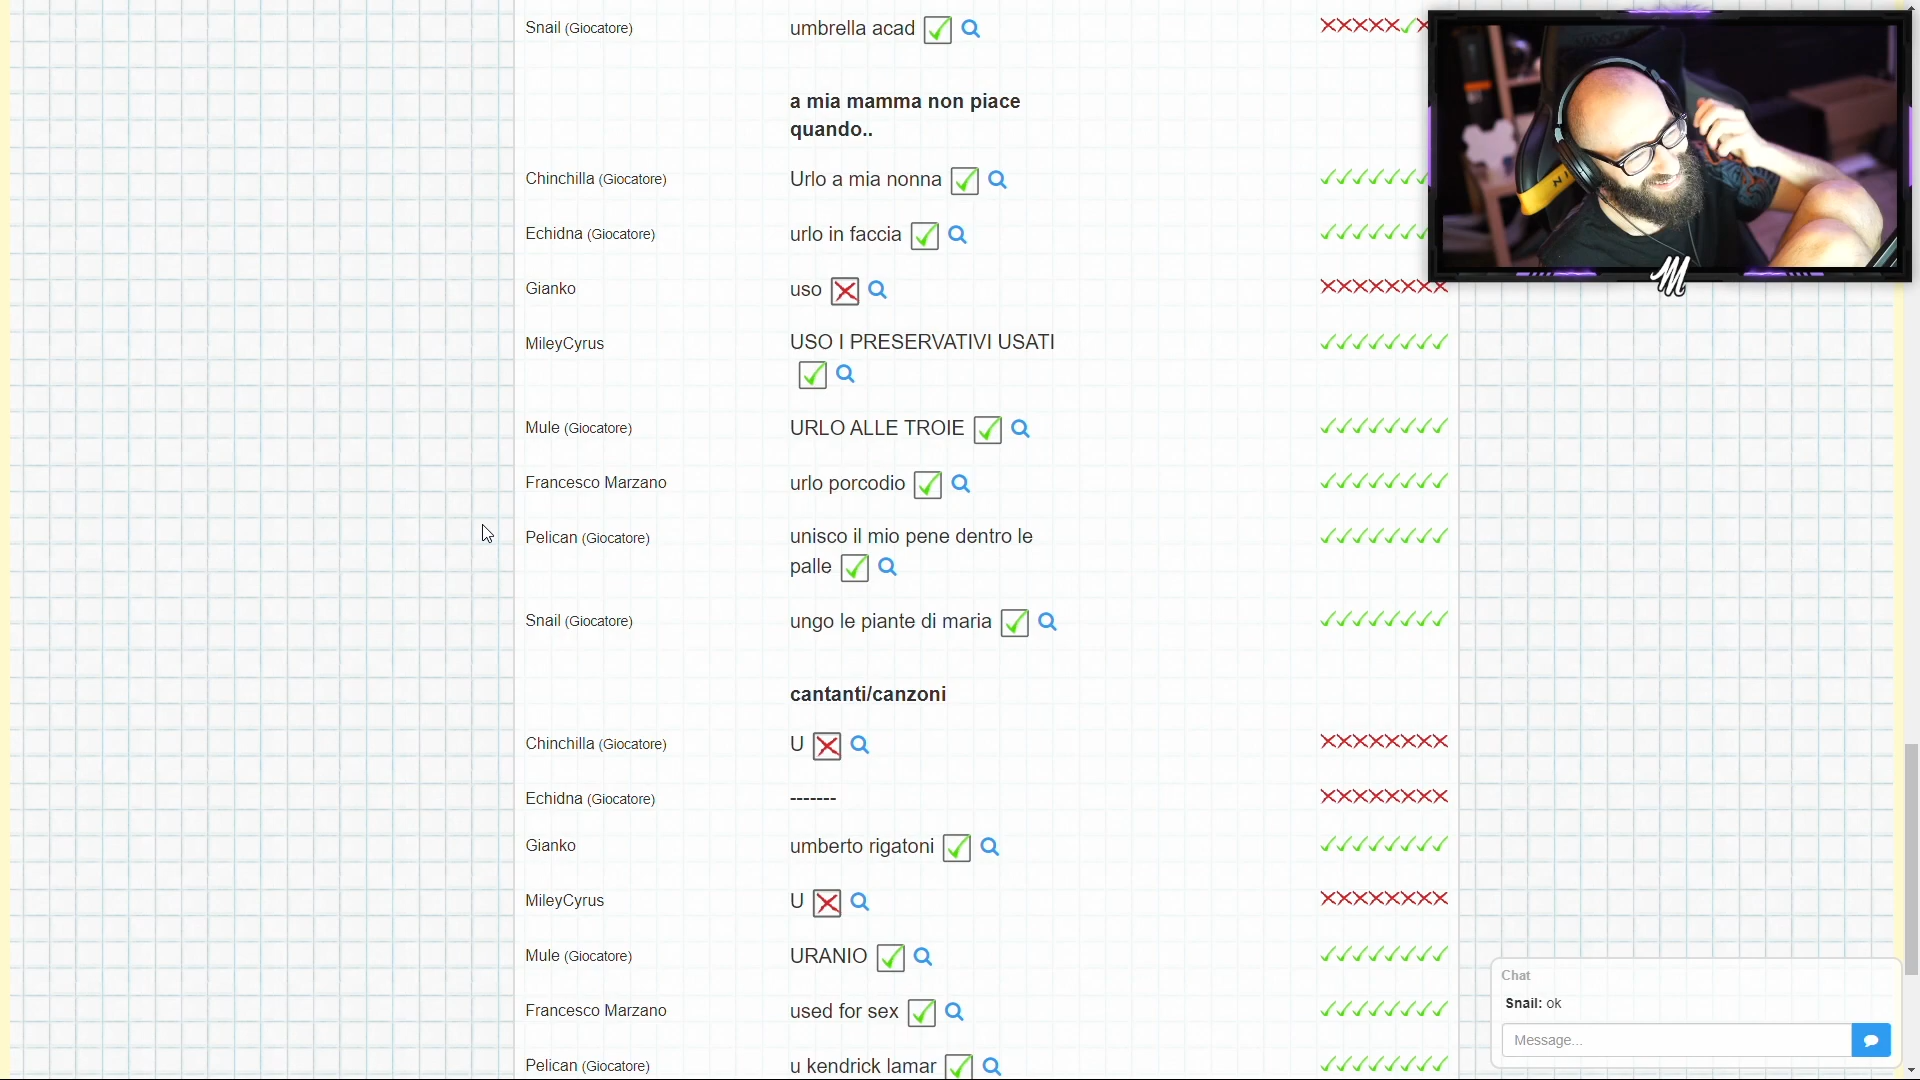 Snail (Giocatore)
umbrella acad
a mia mamma non piace
quando..
Chinchilla (Giocatore)
Urlo a mia nonna
Echidna (Giocatore)
urlo in faccia
Gianko
uso
MileyCyrus
USO I PRESERVATIVI USATI
Mule (Giocatore)
URLO ALLE TROIE
Francesco Marzano
urlo porcodio
Pelican (Giocatore)
unisco il mio pene dentro le
palle
Snail (Giocatore)
ungo le piante di maria
cantanti/canzoni
Chinchilla (Giocatore)
U
Echidna (Giocatore)
-------
Gianko
umberto rigatoni
MileyCyrus
U
Mule (Giocatore)
URANIO
Francesco Marzano
used for sex
Pelican (Giocatore)
u kendrick lamar
Chat
Snail: ok
Message...